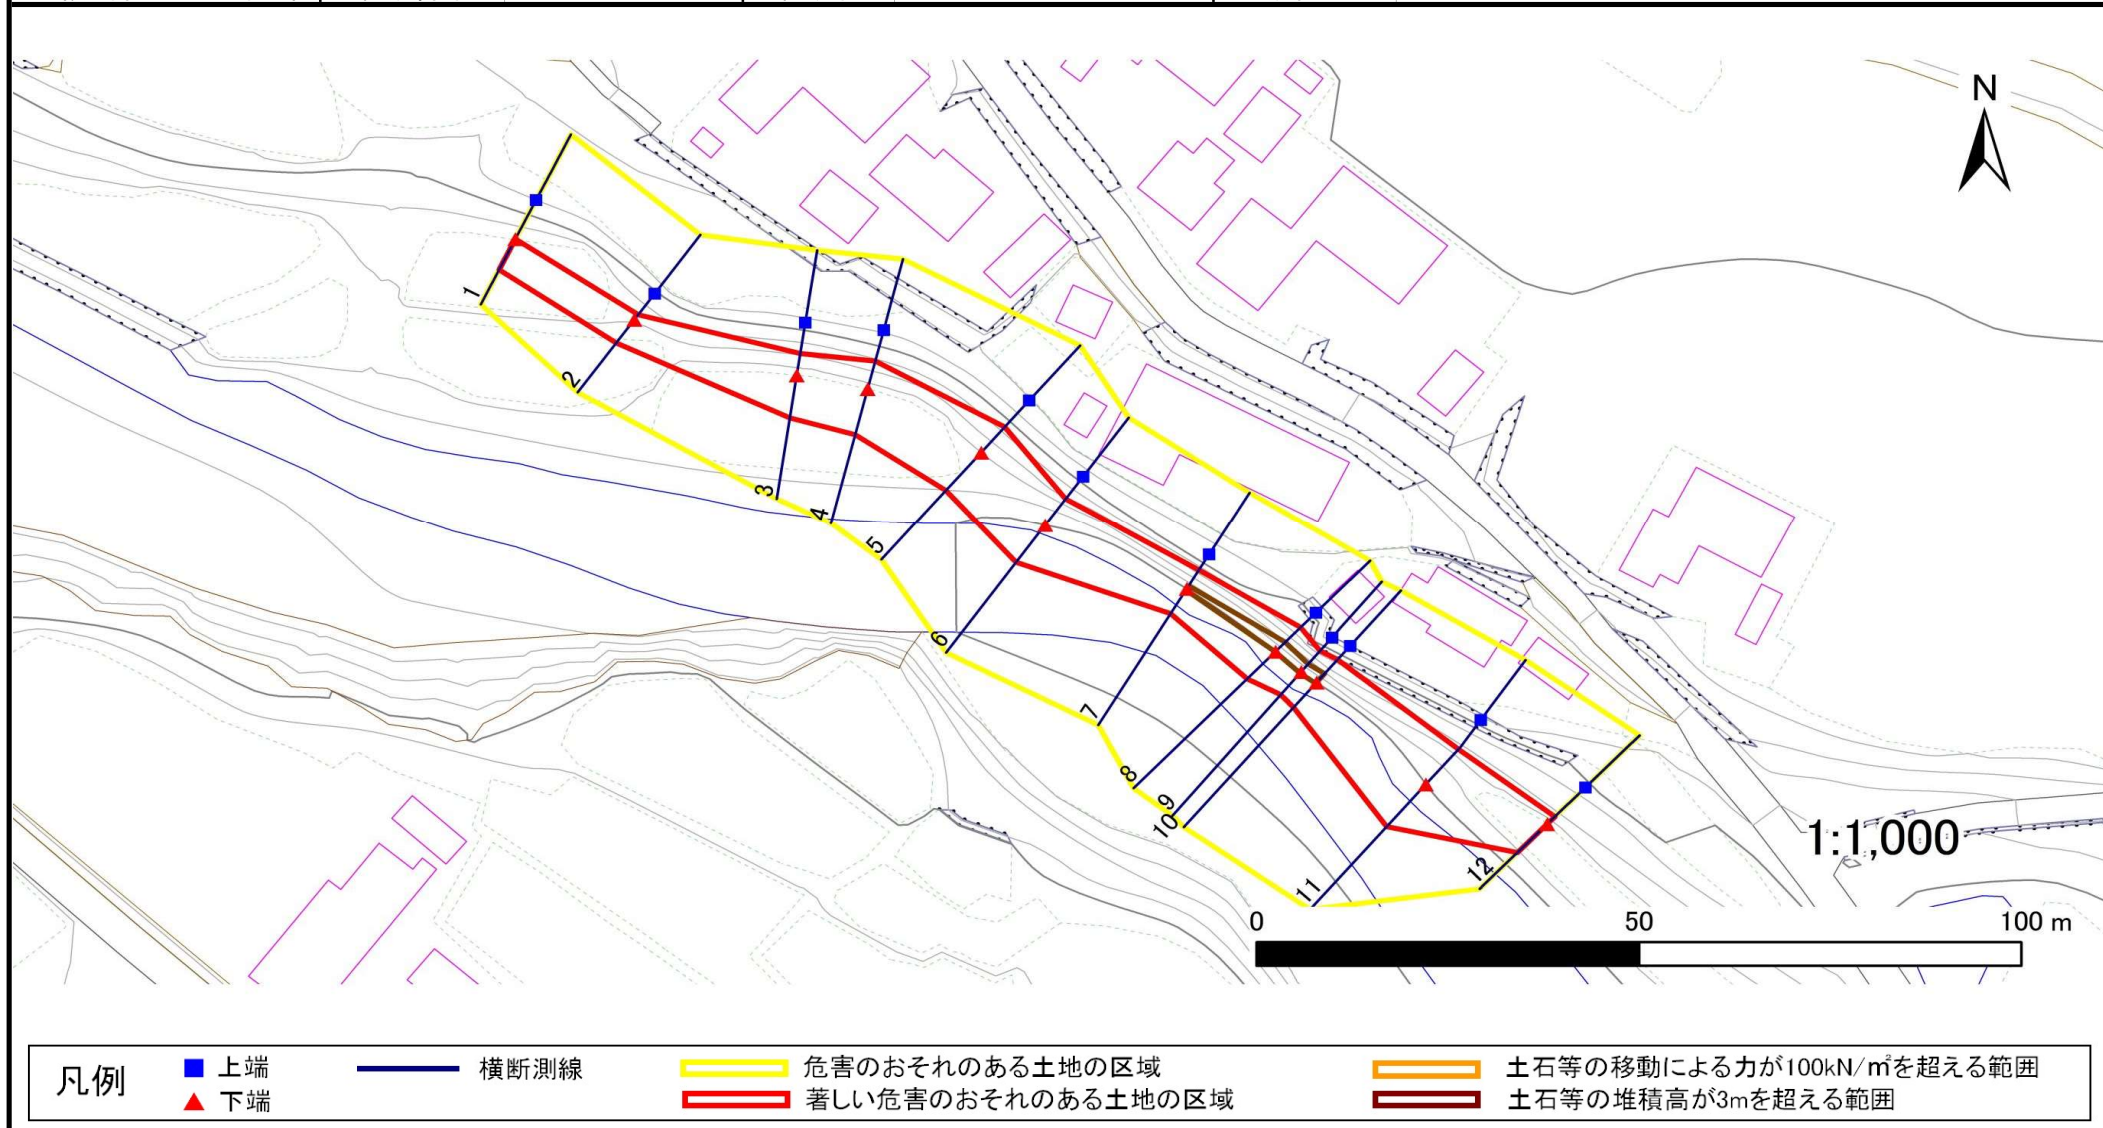 N
1
2
3
4
5
6
7
8
9
10
11
12
1:1,000
0 50 100 m
凡例
上端
下端
横断測線
危害のおそれのある土地の区域
著しい危害のおそれのある土地の区域
土石等の移動による力が100kN/㎡を超える範囲
土石等の堆積高が3mを超える範囲